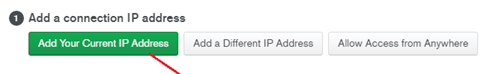 1 Add a connection IP address
Add Your Current IP Address Add a Different IP Address Allow Access from Anywhere